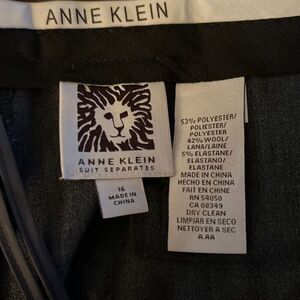 ANNE KLEIN
ANNE KLEIN
SUIT SEPARATES
16
MADE IN
CHINA
53% POLYESTER/
POLIESTER/
POLYESTER
42% WOOL/
LANA/LAINE
5% ELASTANE/
ELASTANO/
ELASTANE
MADE IN CHINA
HECHO EN CHINA
FAIT EN CHINE
RN 54050
CA 08349
DRY CLEAN
LIMPIAR EN SECO
NETTOYER A SEC
A.AR